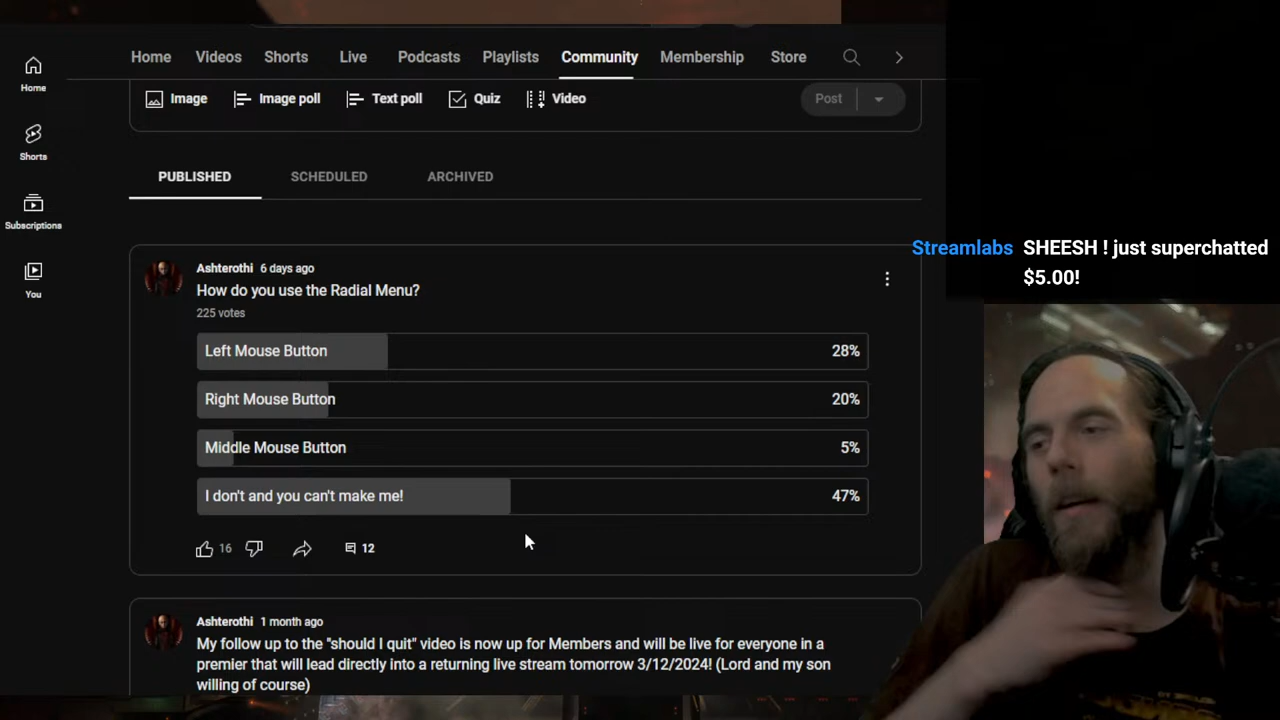 Home Videos Shorts Live Podcasts Playlists Community Membership Store
Home
Shorts
Subscriptions
You
Image Image poll Text poll Quiz Video Post
PUBLISHED SCHEDULED ARCHIVED
Ashterothi 6 days ago
How do you use the Radial Menu?
225 votes
Left Mouse Button 28%
Right Mouse Button 20%
Middle Mouse Button 5%
I don't and you can't make me! 47%
16 12
Ashterothi 1 month ago
My follow up to the "should I quit" video is now up for Members and will be live for everyone in a
premier that will lead directly into a returning live stream tomorrow 3/12/2024! (Lord and my son
willing of course)
Streamlabs SHEESH ! just superchatted
$5.00!